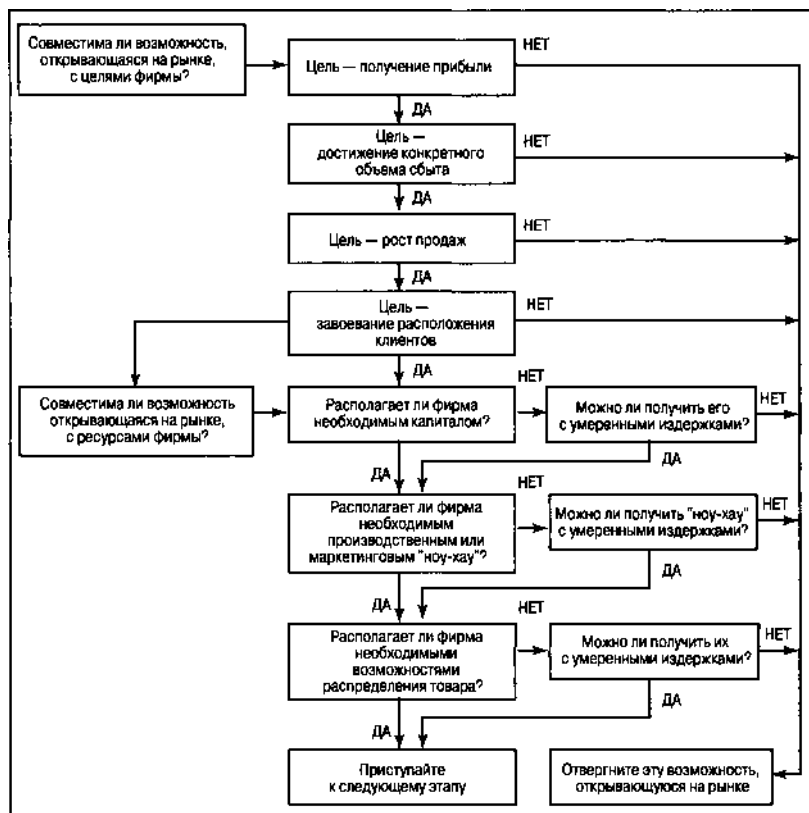 Совместима ли возможность,
открывающаяся на рынке,
с целями фирмы?
Цель — получение прибыли
НЕТ
ДА
Цель —
достижение конкретного
объема сбыта
НЕТ
ДА
Цель — рост продаж
НЕТ
ДА
Цель —
завоевание расположения
клиентов
НЕТ
ДА
Совместима ли возможность
открывающаяся на рынке,
с ресурсами фирмы?
Располагает ли фирма
необходимым капиталом?
НЕТ
Можно ли получить его
с умеренными издержками?
НЕТ
ДА
ДА
Располагает ли фирма
необходимым
производственным или
маркетинговым "ноу-хау"?
НЕТ
Можно ли получить "ноу-хау"
с умеренными издержками?
НЕТ
ДА
ДА
Располагает ли фирма
необходимыми
возможностями
распределения товара?
НЕТ
Можно ли получить их
с умеренными издержками?
НЕТ
ДА
ДА
Приступайте
к следующему этапу
Отвергните эту возможность,
открывающуюся на рынке